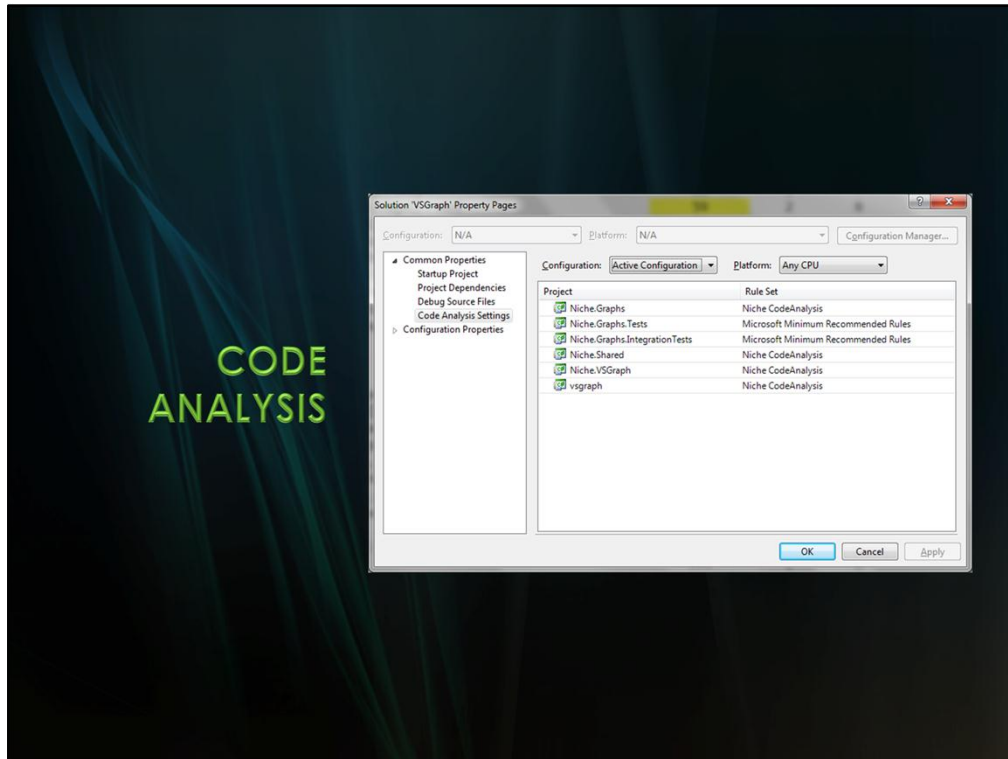 CODE
ANALYSIS
Solution 'VSGraph' Property Pages
Configuration: N/A Platform: N/A Configuration Manager...
Common Properties
Startup Project
Project Dependencies
Debug Source Files
Code Analysis Settings
Configuration Properties
Configuration: Active Configuration Platform: Any CPU
Project Rule Set
Niche.Graphs Niche CodeAnalysis
Niche.Graphs.Tests Microsoft Minimum Recommended Rules
Niche.Graphs.IntegrationTests Microsoft Minimum Recommended Rules
Niche.Shared Niche CodeAnalysis
Niche.VSGraph Niche CodeAnalysis
vsgraph Niche CodeAnalysis
OK Cancel Apply